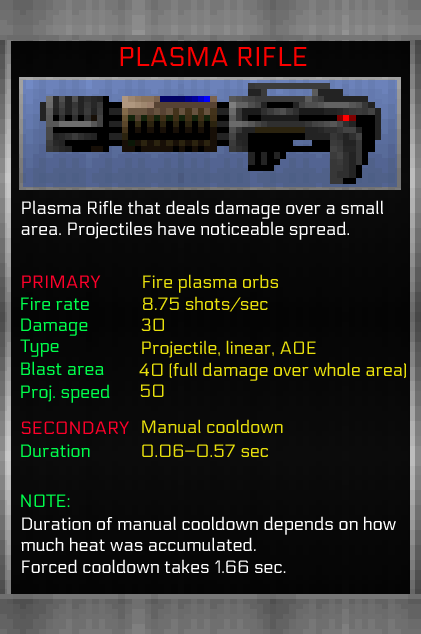 PLASMA RIFLE
Plasma Rifle that deals damage over a small
area. Projectiles have noticeable spread.
PRIMARY Fire plasma orbs
Fire rate 8.75 shots/sec
Damage 30
Type Projectile, linear, AOE
Blast area 40 (full damage over whole area)
Proj. speed 50
SECONDARY Manual cooldown
Duration 0.06–0.57 sec
NOTE:
Duration of manual cooldown depends on how
much heat was accumulated.
Forced cooldown takes 1.66 sec.